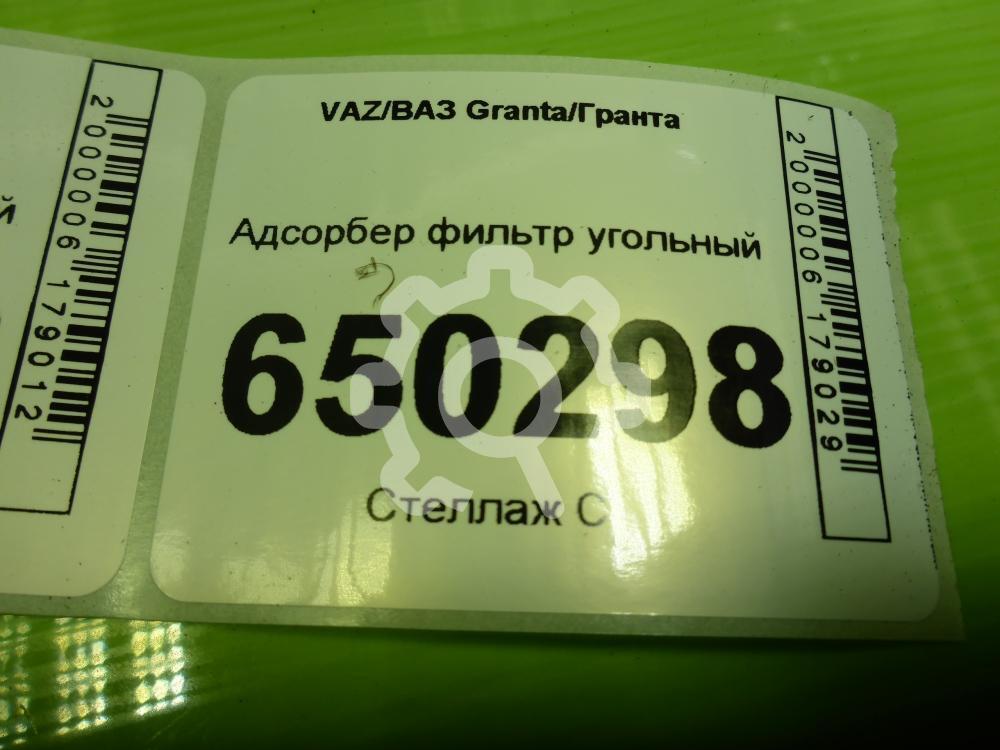 VAZ/ВАЗ Granta/Гранта
Адсорбер фильтр угольный
650298
Стеллаж С
2000006179029
2000006179012
й